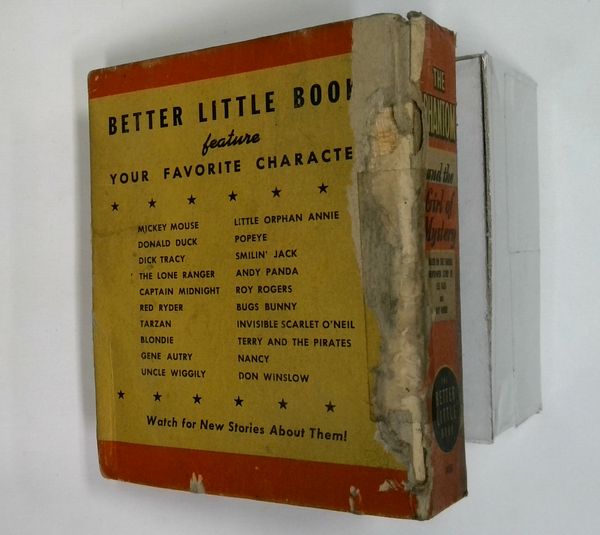 BETTER LITTLE BOOK
feature
YOUR FAVORITE CHARACTE
MICKEY MOUSE
DONALD DUCK
DICK TRACY
THE LONE RANGER
CAPTAIN MIDNIGHT
RED RYDER
TARZAN
BLONDIE
GENE AUTRY
UNCLE WIGGILY
LITTLE ORPHAN ANNIE
POPEYE
SMILIN' JACK
ANDY PANDA
ROY ROGERS
BUGS BUNNY
INVISIBLE SCARLET O'NEIL
TERRY AND THE PIRATES
NANCY
DON WINSLOW
Watch for New Stories About Them!
THE
PHANTOM
and the
Girl of
Mystery
THE
BETTER
LITTLE
BOOK